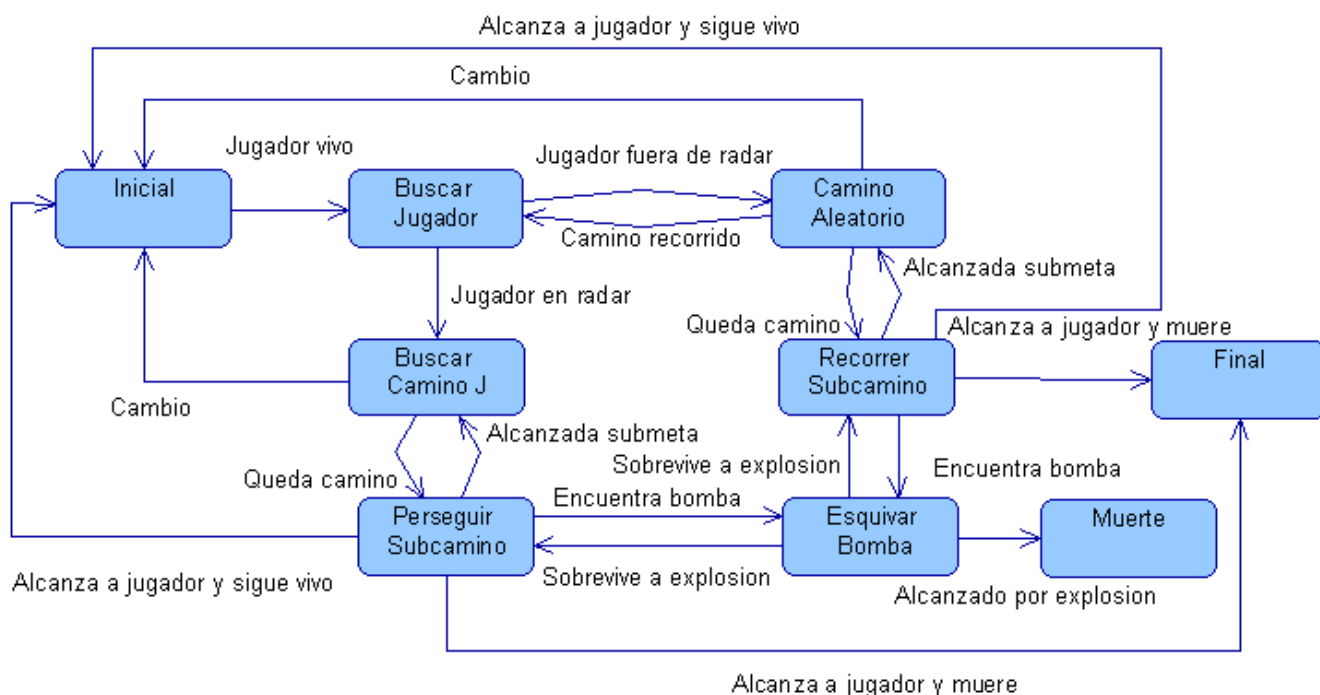 Alcanza a jugador y sigue vivo
Cambio
Jugador vivo
Jugador fuera de radar
Inicial
Buscar
Jugador
Camino
Aleatorio
Camino recorrido
Alcanzada submeta
Jugador en radar
Queda camino
Alcanza a jugador y muere
Buscar
Camino J
Recorrer
Subcamino
Final
Cambio
Alcanzada submeta
Sobrevive a explosion
Encuentra bomba
Queda camino
Encuentra bomba
Perseguir
Subcamino
Esquivar
Bomba
Muerte
Alcanza a jugador y sigue vivo
Sobrevive a explosion
Alcanzado por explosion
Alcanza a jugador y muere